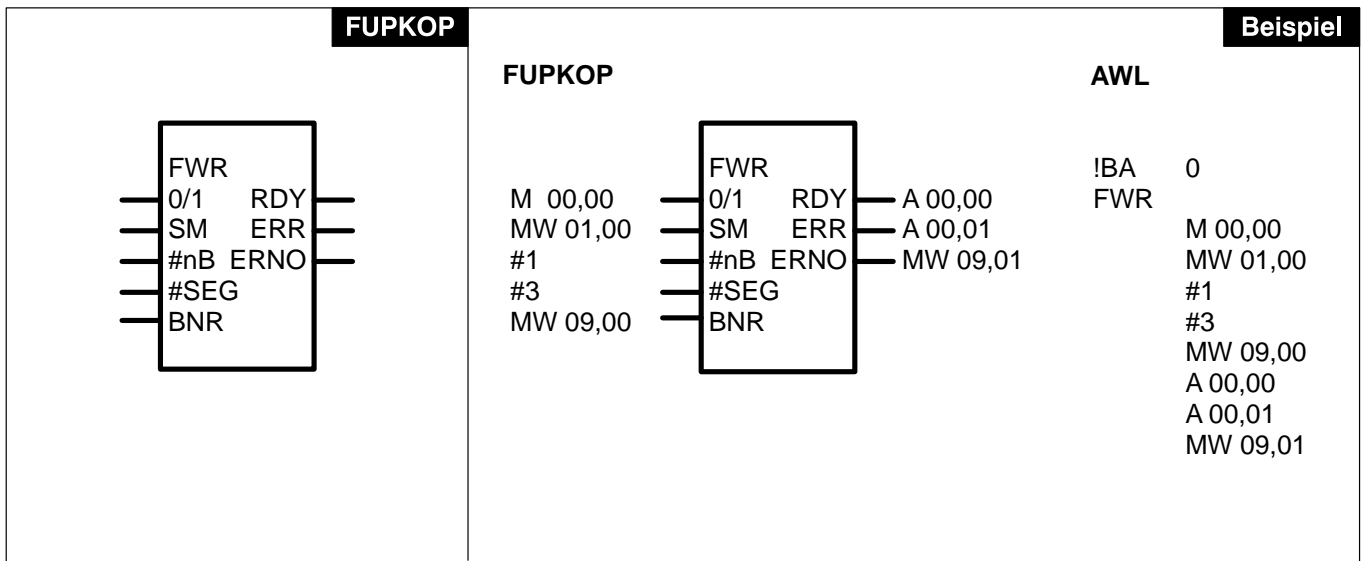 FUPKOP
FWR
0/1 RDY
SM ERR
#nB ERNO
#SEG
BNR
Beispiel
FUPKOP
M 00,00
MW 01,00
#1
#3
MW 09,00
FWR
0/1 RDY
SM ERR
#nB ERNO
#SEG
BNR
A 00,00
A 00,01
MW 09,01
AWL
!BA 0
FWR
M 00,00
MW 01,00
#1
#3
MW 09,00
A 00,00
A 00,01
MW 09,01